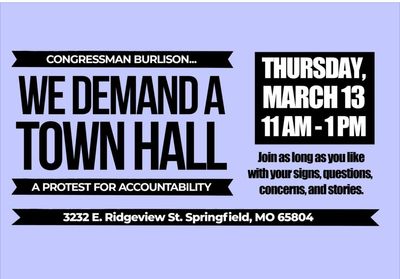 CONGRESSMAN BURLISON...
WE DEMAND A
TOWN HALL
A PROTEST FOR ACCOUNTABILITY
THURSDAY,
MARCH 13
11 AM - 1 PM
Join as long as you like
with your signs, questions,
concerns, and stories.
3232 E. Ridgeview St. Springfield, MO 65804